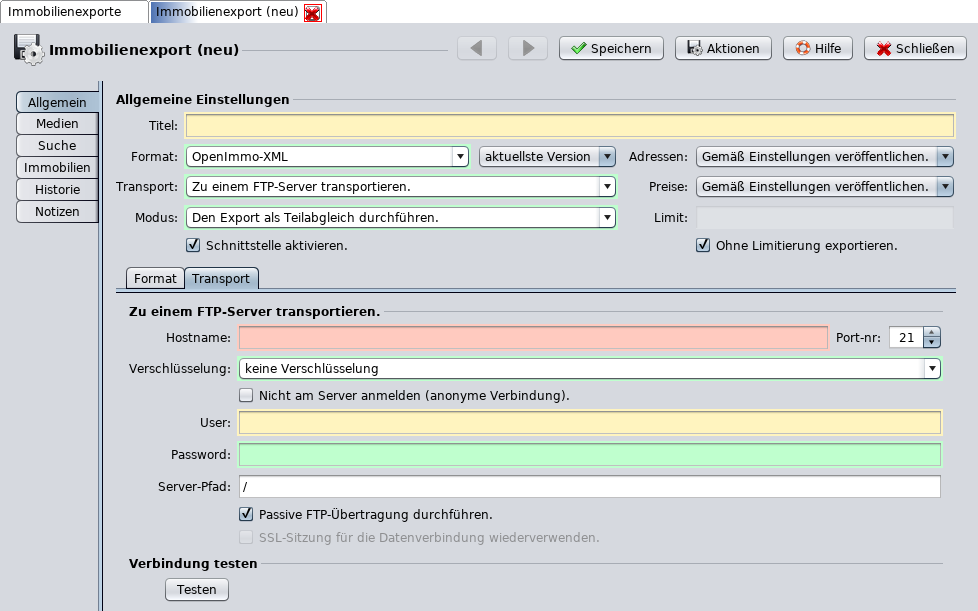 Immobilienexporte
Immobilienexport (neu)
Immobilienexport (neu)
Speichern
Aktionen
Hilfe
Schließen
Allgemein
Medien
Suche
Immobilien
Historie
Notizen
Allgemeine Einstellungen
Titel:
Format: OpenImmo-XML aktuellste Version Adressen: Gemäß Einstellungen veröffentlichen.
Transport: Zu einem FTP-Server transportieren. Preise: Gemäß Einstellungen veröffentlichen.
Modus: Den Export als Teilabgleich durchführen. Limit:
Schnittstelle aktivieren. Ohne Limitierung exportieren.
Format Transport
Zu einem FTP-Server transportieren.
Hostname: Port-nr: 21
Verschlüsselung: keine Verschlüsselung
Nicht am Server anmelden (anonyme Verbindung).
User:
Password:
Server-Pfad: /
Passive FTP-Übertragung durchführen.
SSL-Sitzung für die Datenverbindung wiederverwenden.
Verbindung testen
Testen